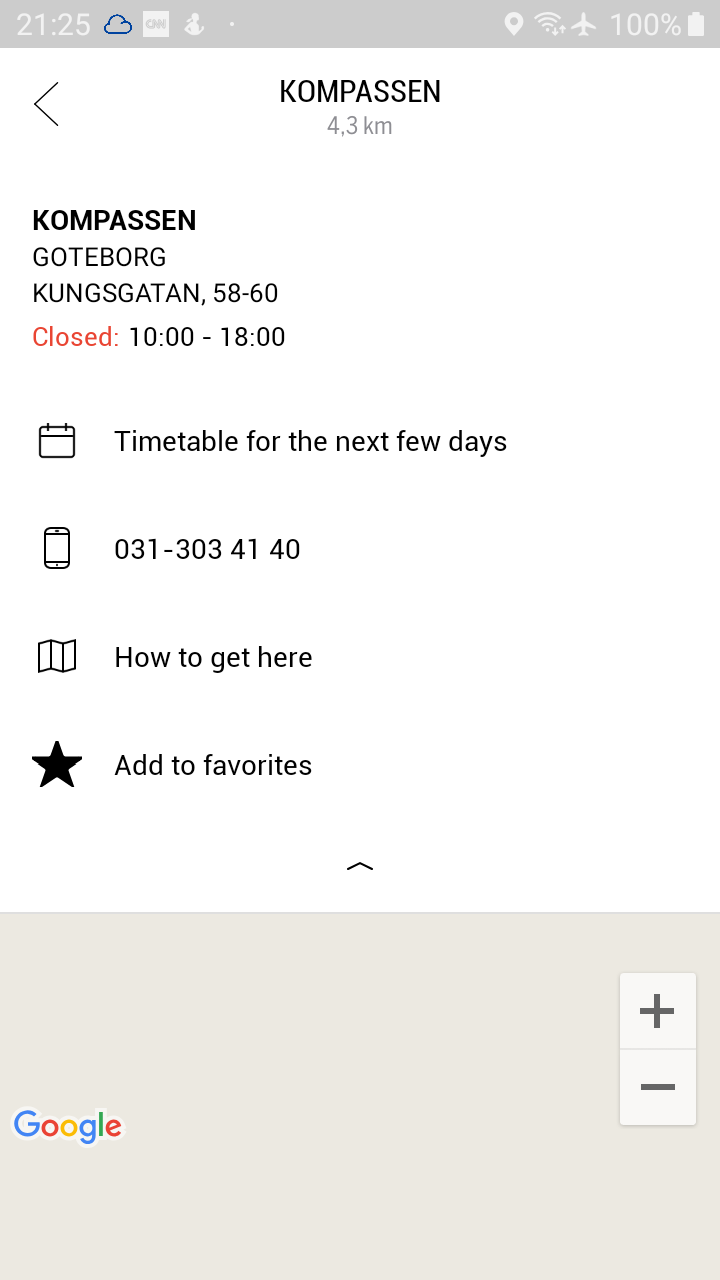 21:25 CNN 100%
KOMPASSEN
4,3 km
KOMPASSEN
GOTEBORG
KUNGSGATAN, 58-60
Closed: 10:00 - 18:00
Timetable for the next few days
031-303 41 40
How to get here
Add to favorites
Google